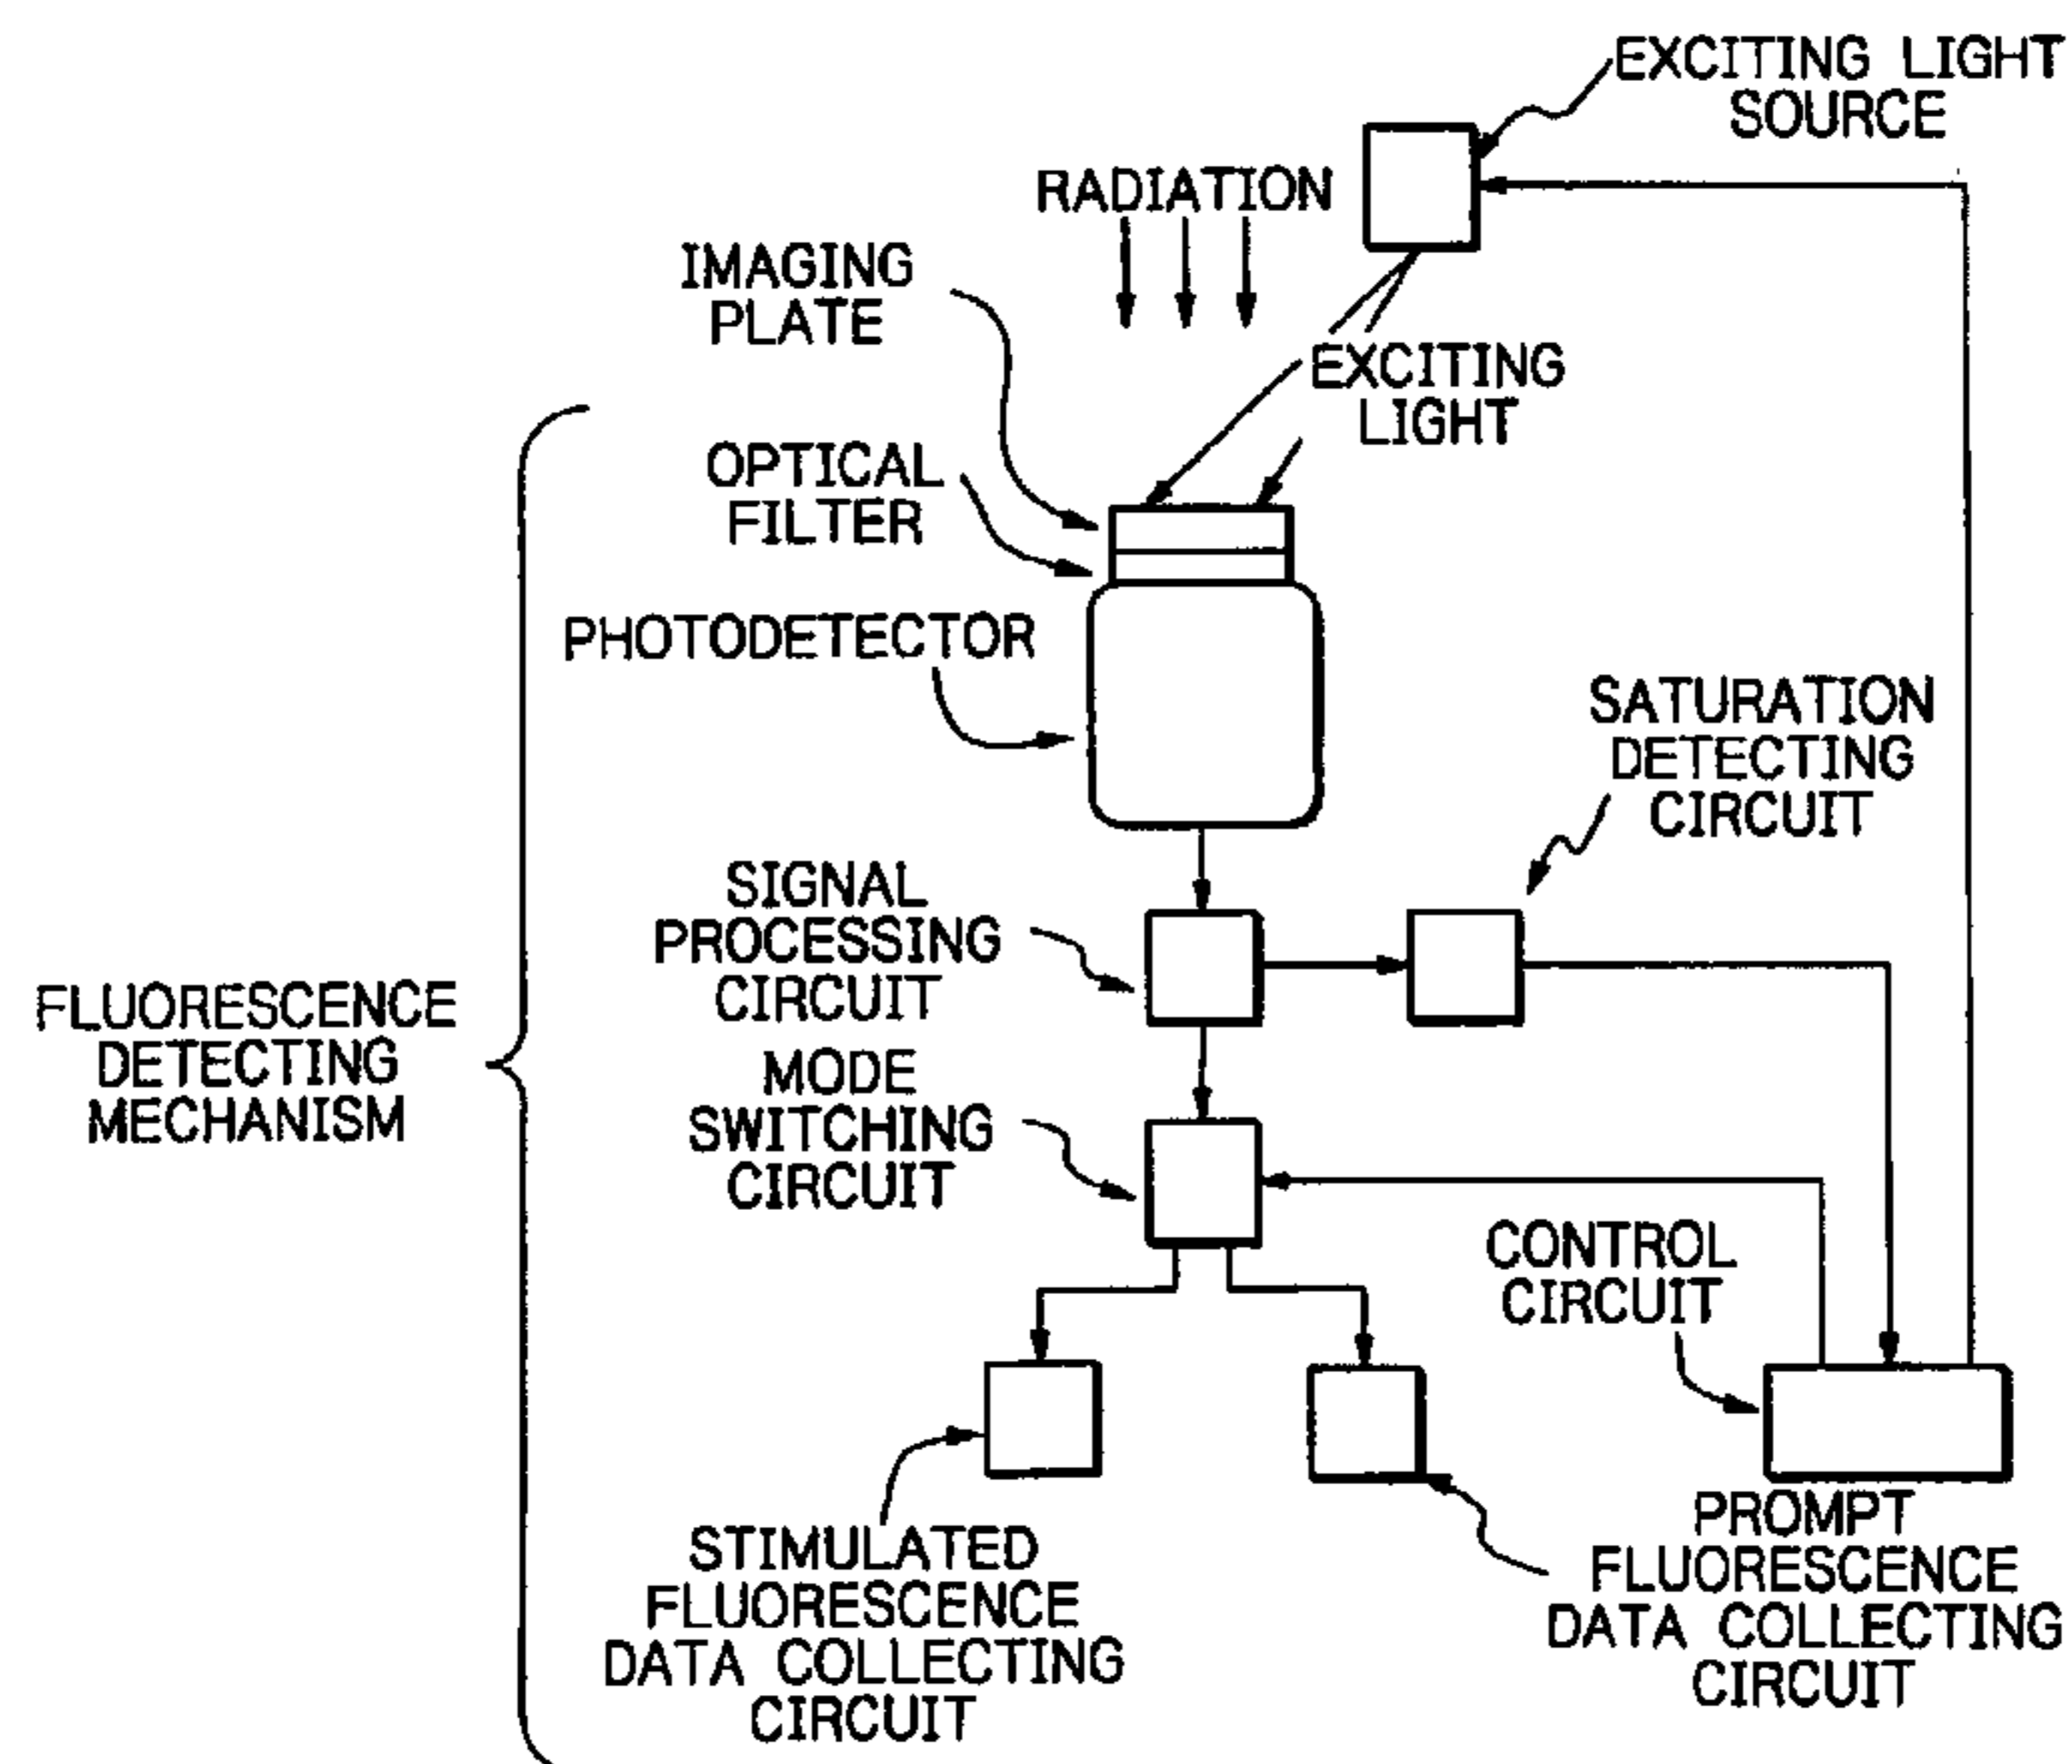 EXCITING LIGHT
SOURCE
RADIATION
IMAGING
PLATE
EXCITING
LIGHT
OPTICAL
FILTER
PHOTODETECTOR
SATURATION
DETECTING
CIRCUIT
SIGNAL
PROCESSING
CIRCUIT
FLUORESCENCE
DETECTING
MECHANISM
MODE
SWITCHING
CIRCUIT
CONTROL
CIRCUIT
STIMULATED
FLUORESCENCE
DATA COLLECTING
CIRCUIT
PROMPT
FLUORESCENCE
DATA COLLECTING
CIRCUIT